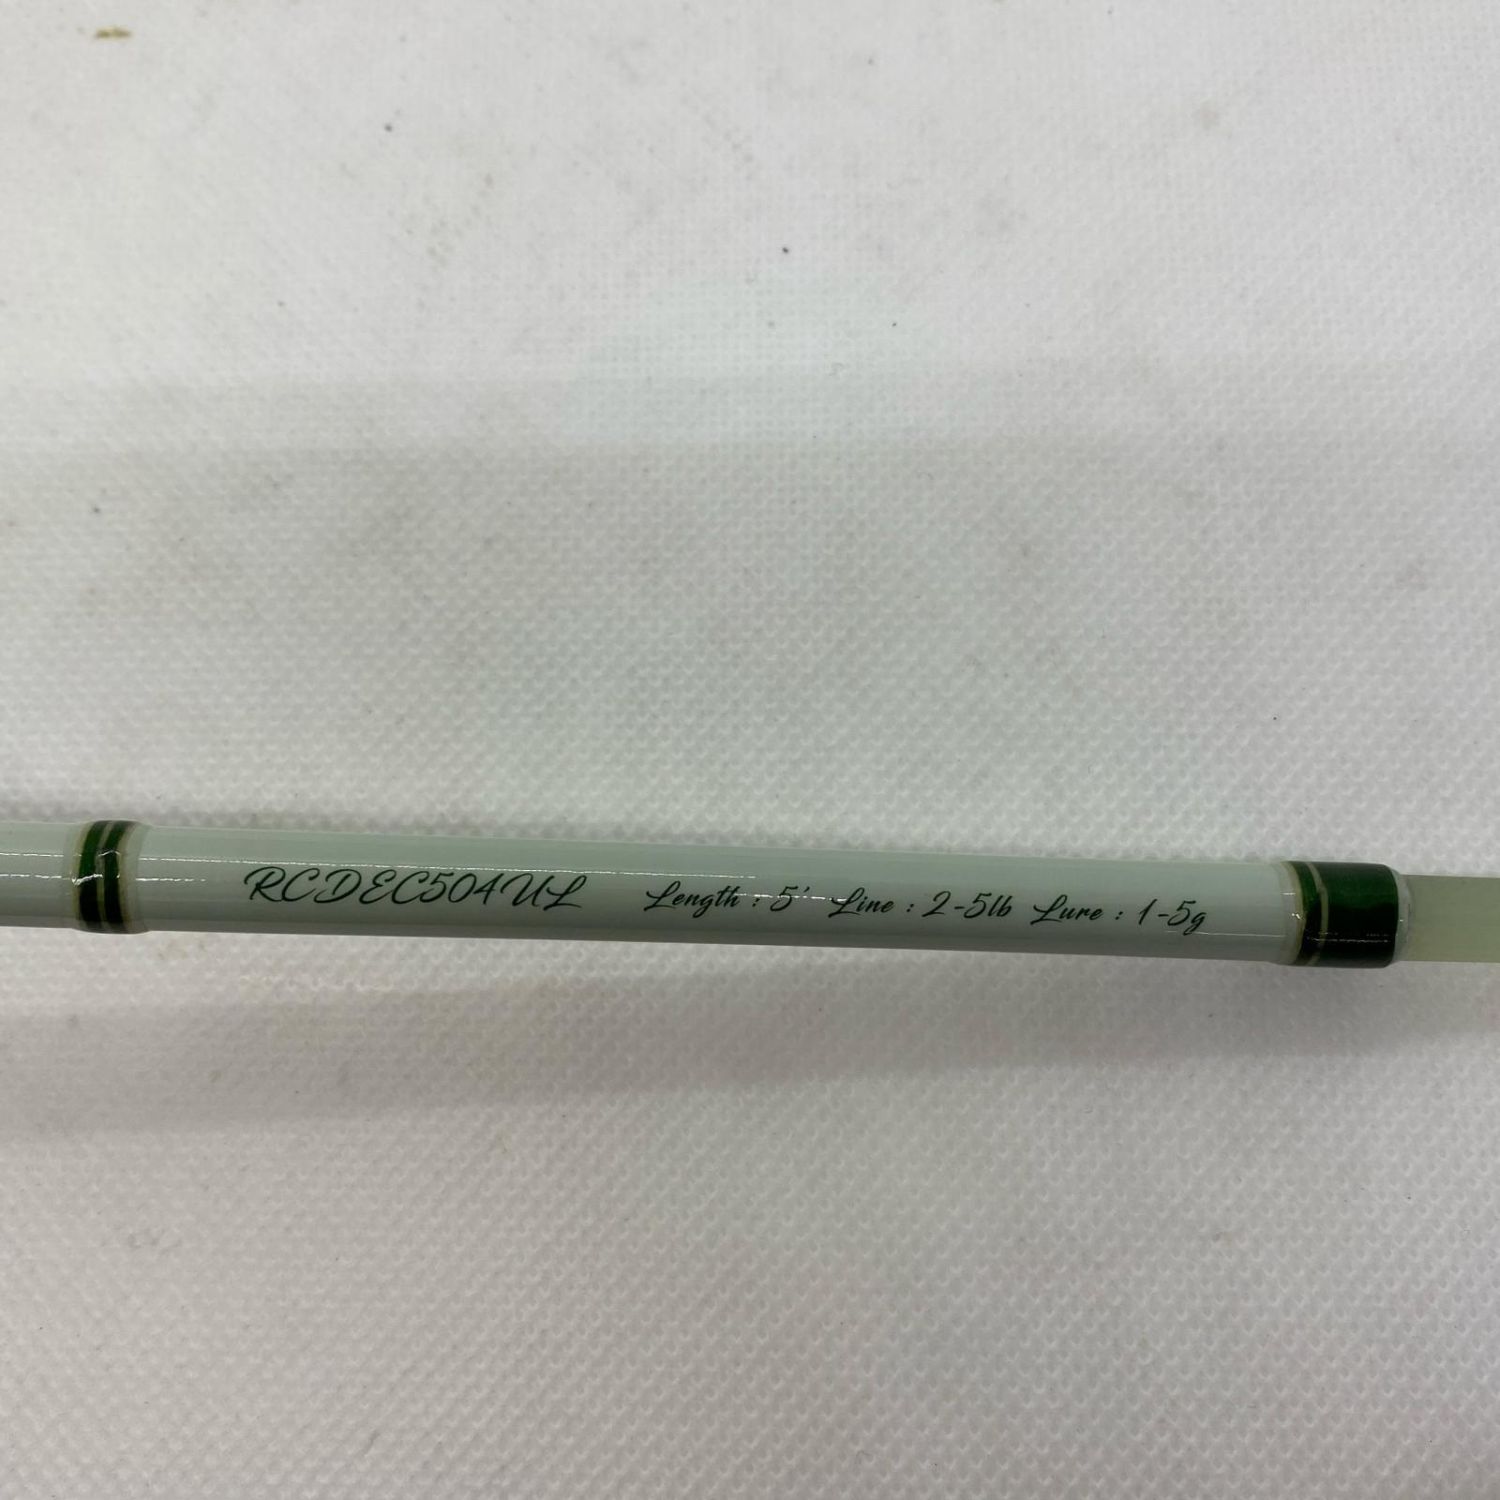 RCDEC504UL Length : 5' Line : 2-5lb Lure : 1-5g